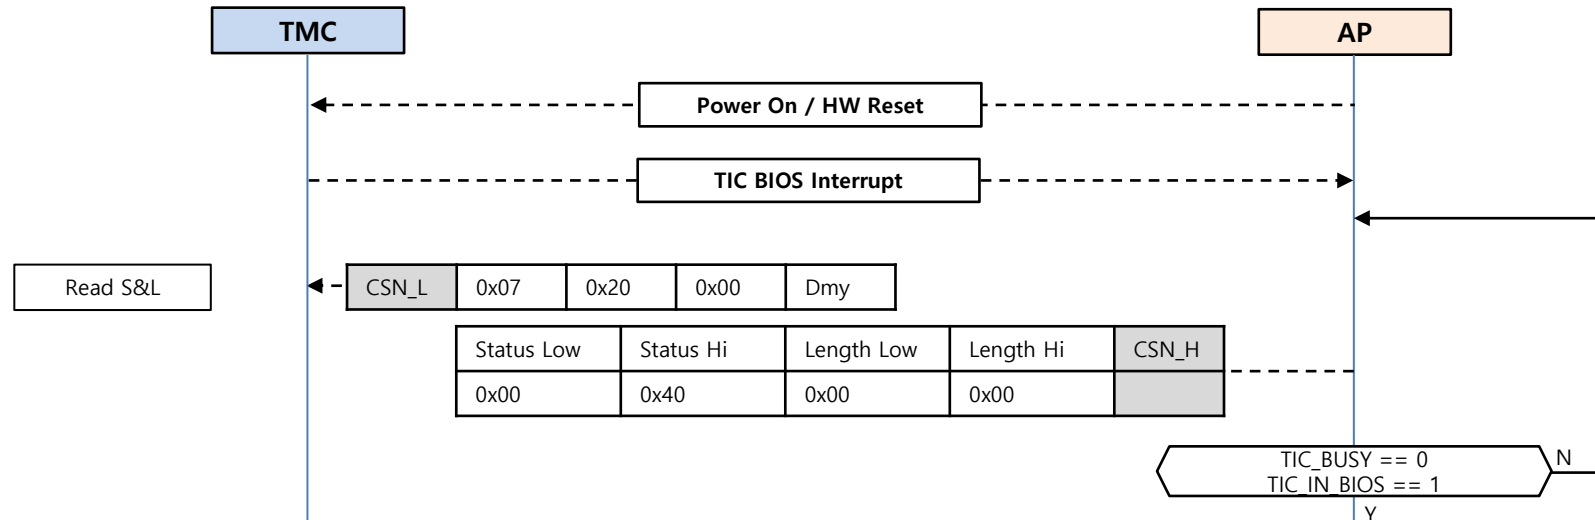 TMC
AP
Power On / HW Reset
TIC BIOS Interrupt
Read S&L
CSN_L 0x07 0x20 0x00 Dmy
Status Low Status Hi Length Low Length Hi CSN_H
0x00 0x40 0x00 0x00
TIC_BUSY == 0
N
TIC_IN_BIOS == 1
Y